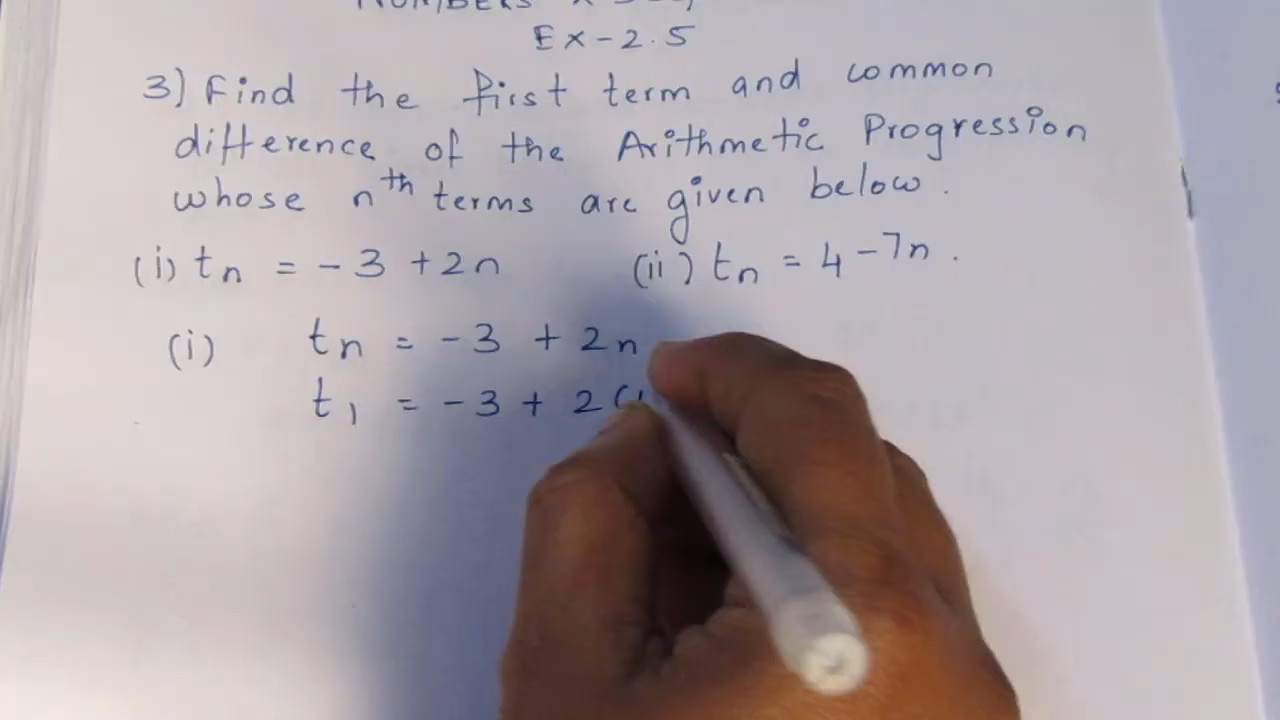 Ex-2.5
3) Find the first term and common
difference of the Arithmetic Progression
whose nth terms are given below.
(i) tn = -3 + 2n (ii) tn = 4 - 7n.
(i) tn = -3 + 2n
t1 = -3 + 2(1